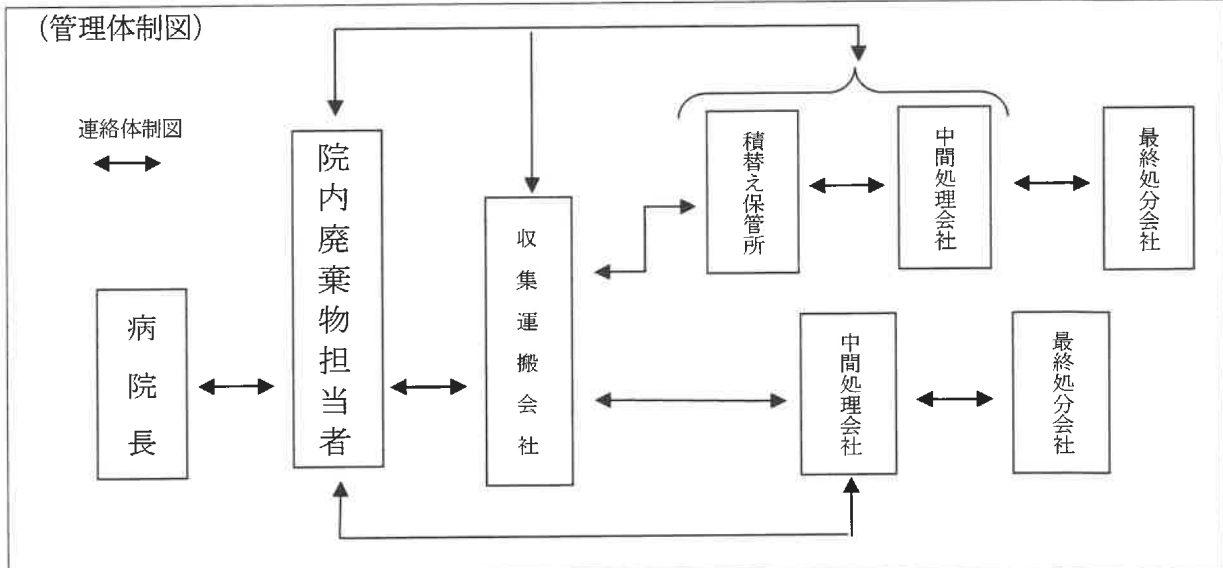 (管理体制図)
連絡体制図
病院長
院内廃棄物担当者
収集運搬会社
積替え保管所
中間処理会社
最終処分会社
中間処理会社
最終処分会社